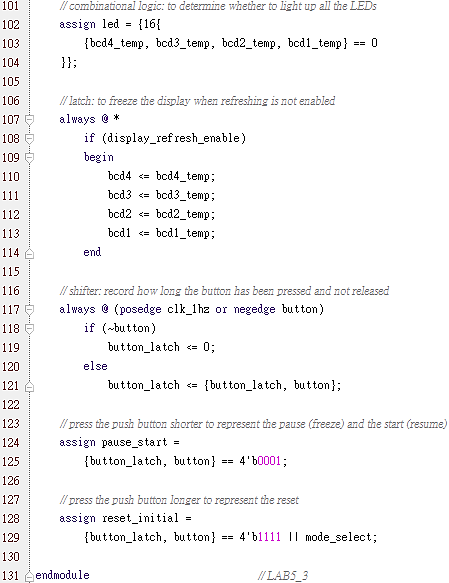 101 // combinational logic: to determine whether to light up all the LEDs
102 assign led = {16{
103 {bcd4_temp, bcd3_temp, bcd2_temp, bcd1_temp} == 0
104 }};
105
106 // latch: to freeze the display when refreshing is not enabled
107 always @ *
108 if (display_refresh_enable)
109 begin
110 bcd4 <= bcd4_temp;
111 bcd3 <= bcd3_temp;
112 bcd2 <= bcd2_temp;
113 bcd1 <= bcd1_temp;
114 end
115
116 // shifter: record how long the button has been pressed and not released
117 always @ (posedge clk_1hz or negedge button)
118 if (~button)
119 button_latch <= 0;
120 else
121 button_latch <= {button_latch, button};
122
123 // press the push button shorter to represent the pause (freeze) and the start (resume)
124 assign pause_start =
125 {button_latch, button} == 4'b0001;
126
127 // press the push button longer to represent the reset
128 assign reset_initial =
129 {button_latch, button} == 4'b1111 || mode_select;
130
131 endmodule // LAB5_3